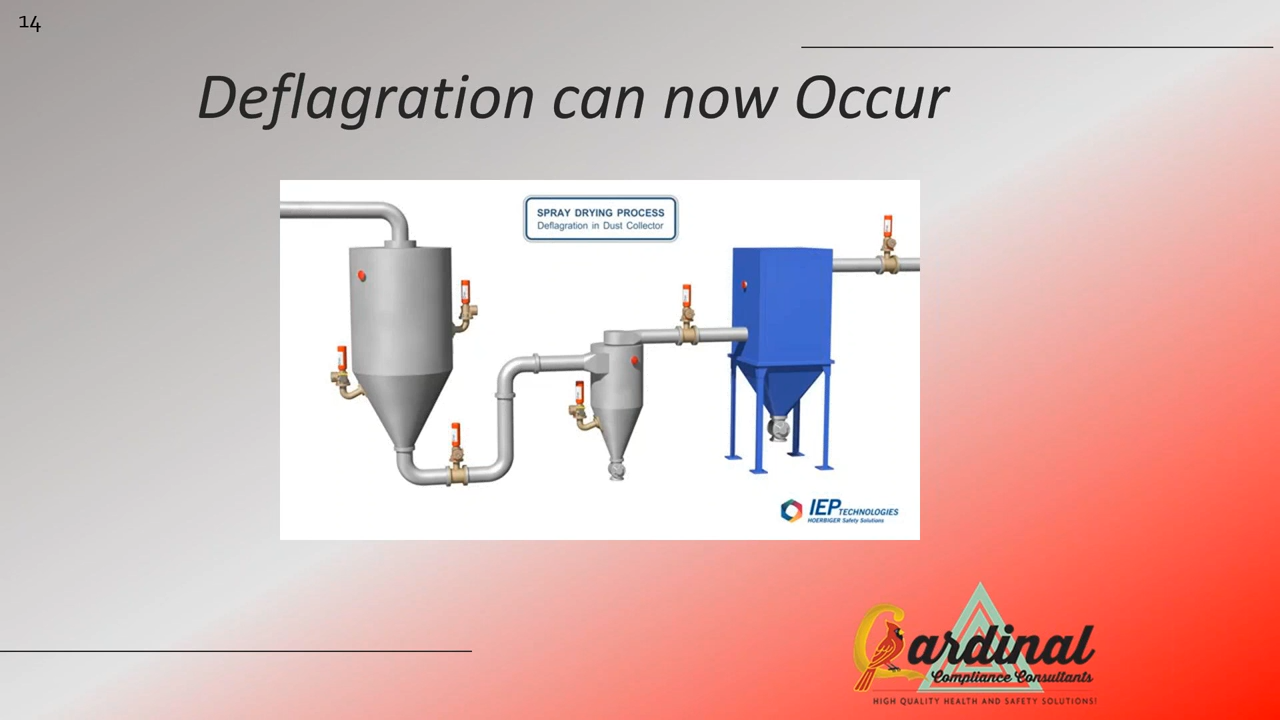 14
Deflagration can now Occur
SPRAY DRYING PROCESS
Deflagration in Dust Collector
IEP TECHNOLOGIES
HOERBIGER Safety Solutions
Cardinal
Compliance Consultants
HIGH QUALITY HEALTH AND SAFETY SOLUTIONS!